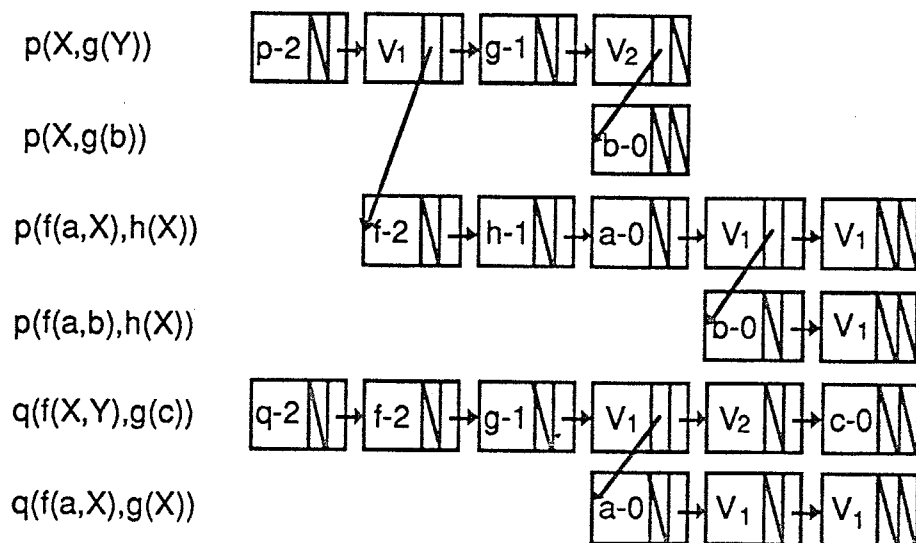 p(X,g(Y)) p-2 V1 g-1 V2
p(X,g(b)) b-0
p(f(a,X),h(X)) f-2 h-1 a-0 V1 V1
p(f(a,b),h(X)) b-0 V1
q(f(X,Y),g(c)) q-2 f-2 g-1 V1 V2 c-0
q(f(a,X),g(X)) a-0 V1 V1